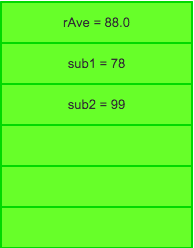 rAve = 88.0
sub1 = 78
sub2 = 99